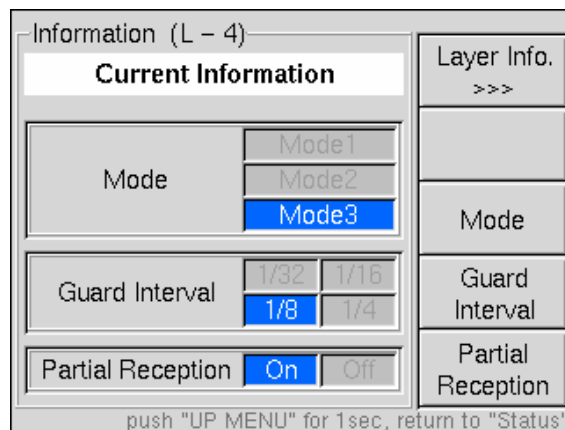 Information (L – 4)
Current Information
Mode
Mode1
Mode2
Mode3
Guard Interval
1/32 1/16
1/8 1/4
Partial Reception On Off
Layer Info.
>>>
Mode
Guard
Interval
Partial
Reception
push "UP MENU" for 1sec, return to "Status"